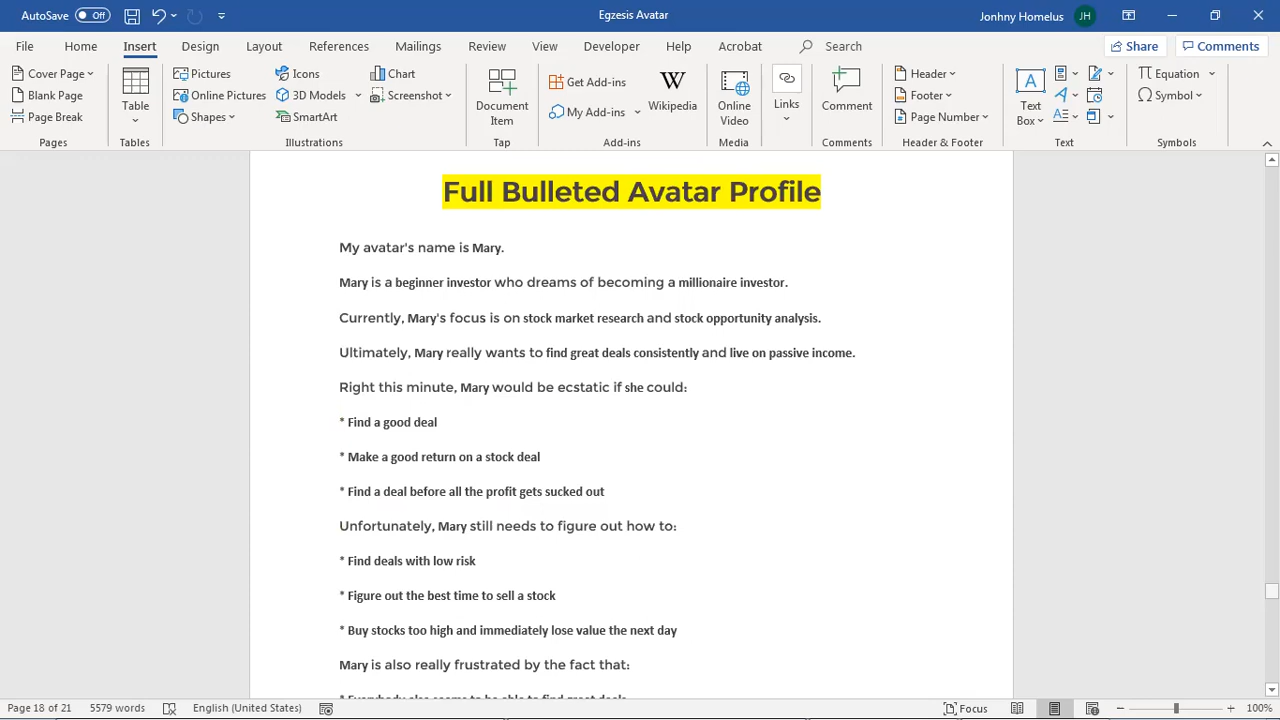 AutoSave Off Egzesis Avatar Jonhny Homelus JH
File Home Insert Design Layout References Mailings Review View Developer Help Acrobat Search Share Comments
Cover Page
Blank Page
Page Break
Pages
Table
Tables
Pictures
Online Pictures
Shapes
Icons
3D Models
SmartArt
Chart
Screenshot
Illustrations
Document
Item
Tap
Get Add-ins
My Add-ins
W
Wikipedia
Add-ins
Online
Video
Media
Links
Comment
Comments
Header
Footer
Page Number
Header & Footer
A
Text
Box
Text
Equation
Symbol
Symbols
Full Bulleted Avatar Profile
My avatar's name is Mary.
Mary is a beginner investor who dreams of becoming a millionaire investor.
Currently, Mary's focus is on stock market research and stock opportunity analysis.
Ultimately, Mary really wants to find great deals consistently and live on passive income.
Right this minute, Mary would be ecstatic if she could:
* Find a good deal
* Make a good return on a stock deal
* Find a deal before all the profit gets sucked out
Unfortunately, Mary still needs to figure out how to:
* Find deals with low risk
* Figure out the best time to sell a stock
* Buy stocks too high and immediately lose value the next day
Mary is also really frustrated by the fact that:
* Everybody else seems to be able to find great deals
Page 18 of 21 5579 words English (United States) Focus 100%